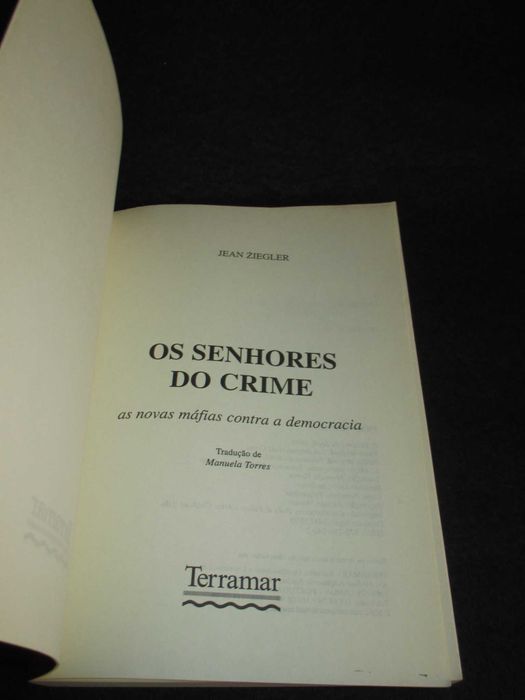 JEAN ZIEGLER
OS SENHORES
DO CRIME
as novas máfias contra a democracia
Tradução de
Manuela Torres
Terramar